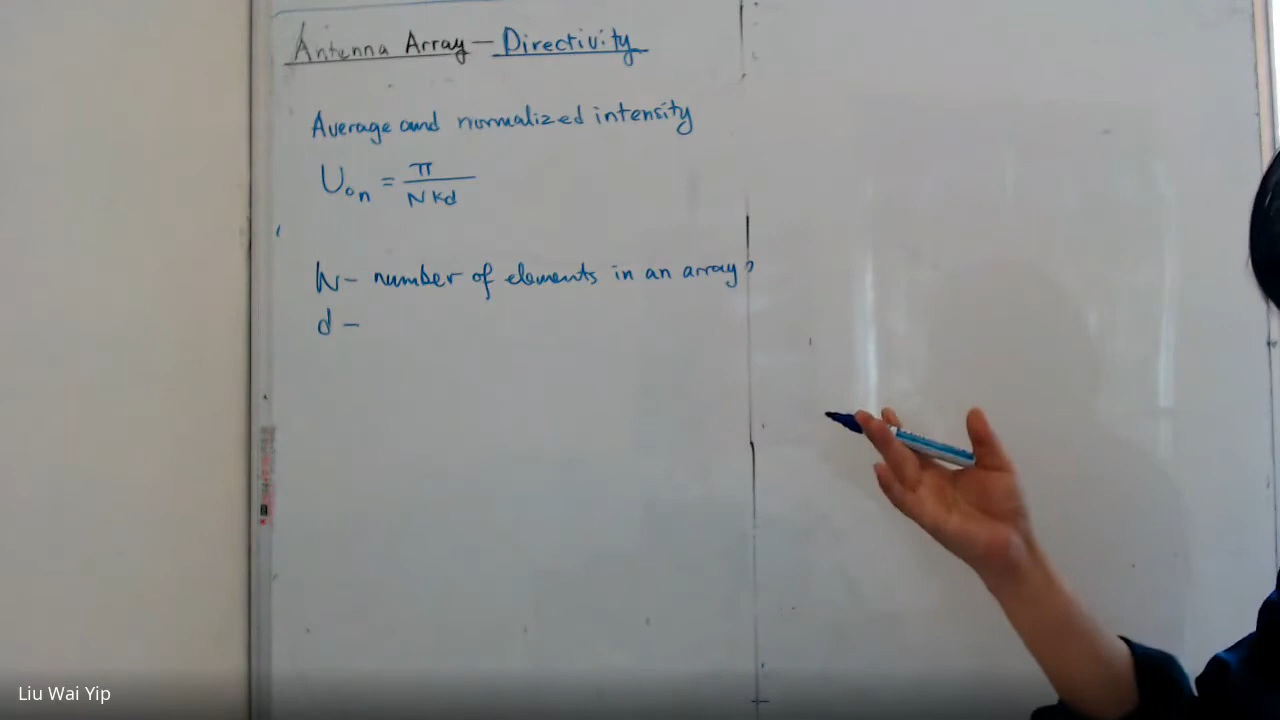 Antenna Array - Directivity
Average and normalized intensity
U₀ₙ = π / Nkd
N - number of elements in an array
d -
Liu Wai Yip